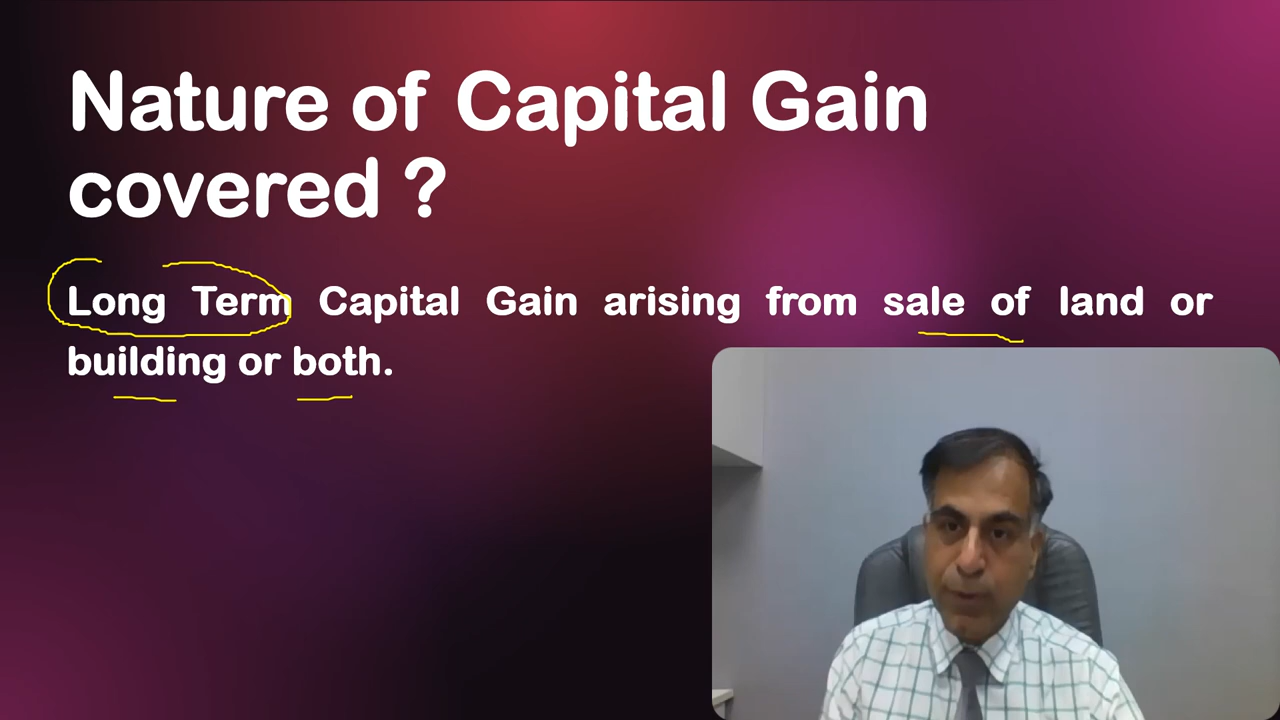 Nature of Capital Gain
covered ?
Long Term Capital Gain arising from sale of land or
building or both.